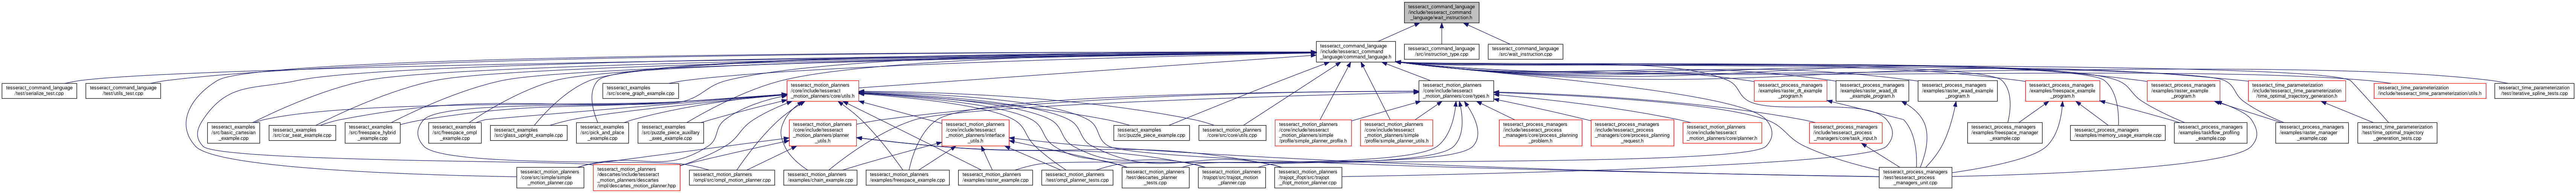 tesseract_command_language
/include/tesseract_command
_language/wait_instruction.h
tesseract_command_language
/include/tesseract_command
_language/command_language.h
tesseract_command_language
/src/instruction_type.cpp
tesseract_command_language
/src/wait_instruction.cpp
tesseract_command_language
/test/serialize_test.cpp
tesseract_command_language
/test/utils_test.cpp
tesseract_motion_planners
/core/include/tesseract
_motion_planners/core/utils.h
tesseract_examples
/src/scene_graph_example.cpp
tesseract_motion_planners
/core/include/tesseract
_motion_planners/core/types.h
tesseract_process_managers
/examples/raster_dt_example
_program.h
tesseract_process_managers
/examples/raster_waad_dt
_example_program.h
tesseract_process_managers
/examples/raster_waad_example
_program.h
tesseract_process_managers
/examples/freespace_example
_program.h
tesseract_process_managers
/examples/raster_example
_program.h
tesseract_time_parameterization
/include/tesseract_time_parameterization
/time_optimal_trajectory_generation.h
tesseract_time_parameterization
/include/tesseract_time_parameterization/utils.h
tesseract_time_parameterization
/test/iterative_spline_tests.cpp
tesseract_examples
/src/basic_cartesian
_example.cpp
tesseract_examples
/src/car_seat_example.cpp
tesseract_examples
/src/freespace_hybrid
_example.cpp
tesseract_examples
/src/freespace_ompl
_example.cpp
tesseract_examples
/src/glass_upright_example.cpp
tesseract_examples
/src/pick_and_place
_example.cpp
tesseract_examples
/src/puzzle_piece_auxillary
_axes_example.cpp
tesseract_motion_planners
/core/include/tesseract
_motion_planners/planner
_utils.h
tesseract_motion_planners
/core/include/tesseract
_motion_planners/interface
_utils.h
tesseract_examples
/src/puzzle_piece_example.cpp
tesseract_motion_planners
/core/src/core/utils.cpp
tesseract_motion_planners
/core/include/tesseract
_motion_planners/simple
/profile/simple_planner_profile.h
tesseract_motion_planners
/core/include/tesseract
_motion_planners/simple
/profile/simple_planner_utils.h
tesseract_process_managers
/include/tesseract_process
_managers/core/process_planning
_problem.h
tesseract_process_managers
/include/tesseract_process
_managers/core/process_planning
_request.h
tesseract_motion_planners
/core/include/tesseract
_motion_planners/core/planner.h
tesseract_process_managers
/include/tesseract_process
_managers/core/task_input.h
tesseract_process_managers
/examples/freespace_manager
_example.cpp
tesseract_process_managers
/examples/memory_usage_example.cpp
tesseract_process_managers
/examples/taskflow_profiling
_example.cpp
tesseract_process_managers
/examples/raster_manager
_example.cpp
tesseract_time_parameterization
/test/time_optimal_trajectory
_generation_tests.cpp
tesseract_motion_planners
/core/src/simple/simple
_motion_planner.cpp
tesseract_motion_planners
/descartes/include/tesseract
_motion_planners/descartes
/impl/descartes_motion_planner.hpp
tesseract_motion_planners
/ompl/src/ompl_motion_planner.cpp
tesseract_motion_planners
/examples/chain_example.cpp
tesseract_motion_planners
/examples/freespace_example.cpp
tesseract_motion_planners
/examples/raster_example.cpp
tesseract_motion_planners
/test/ompl_planner_tests.cpp
tesseract_motion_planners
/test/descartes_planner
_tests.cpp
tesseract_motion_planners
/trajopt/src/trajopt_motion
_planner.cpp
tesseract_motion_planners
/trajopt_ifopt/src/trajopt
_ifopt_motion_planner.cpp
tesseract_process_managers
/test/tesseract_process
_managers_unit.cpp